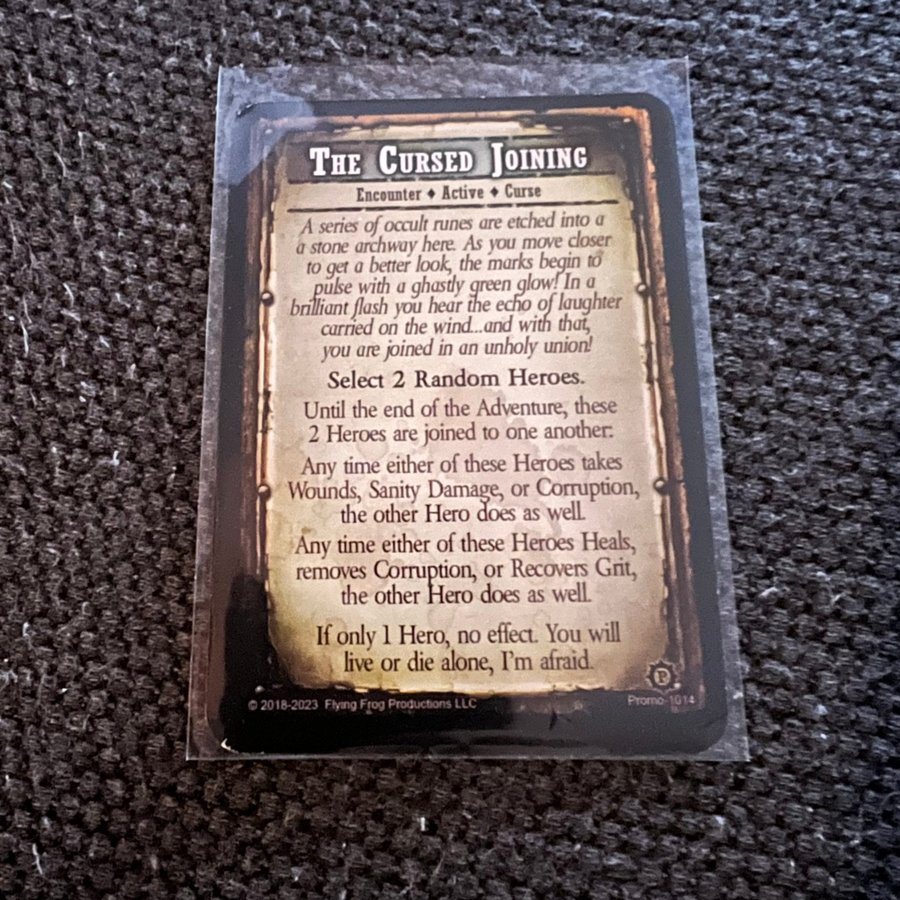 The Cursed Joining
Encounter ♦ Active ♦ Curse
A series of occult runes are etched into a
a stone archway here. As you move closer
to get a better look, the marks begin to
pulse with a ghastly green glow! In a
brilliant flash you hear the echo of laughter
carried on the wind...and with that,
you are joined in an unholy union!
Select 2 Random Heroes.
Until the end of the Adventure, these
2 Heroes are joined to one another:
Any time either of these Heroes takes
Wounds, Sanity Damage, or Corruption,
the other Hero does as well.
Any time either of these Heroes Heals,
removes Corruption, or Recovers Grit,
the other Hero does as well.
If only 1 Hero, no effect. You will
live or die alone, I'm afraid.
P
© 2018-2023 Flying Frog Productions LLC
Promo-1014